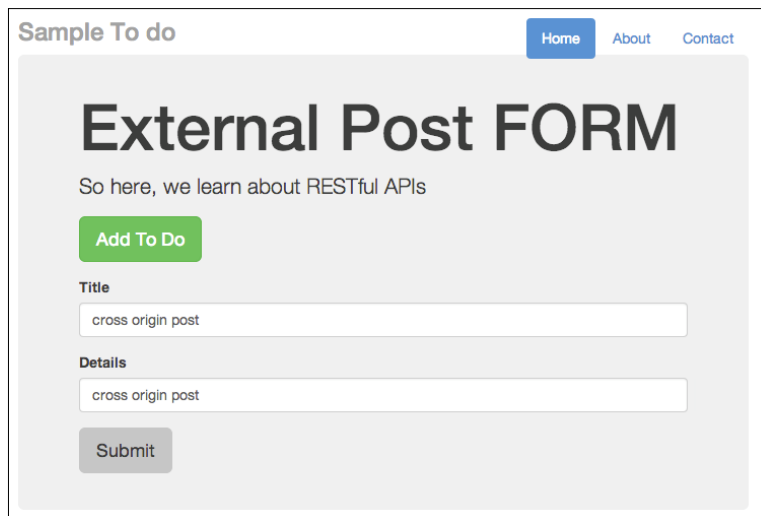 Sample To do
Home About Contact
External Post FORM
So here, we learn about RESTful APIs
Add To Do
Title
cross origin post
Details
cross origin post
Submit